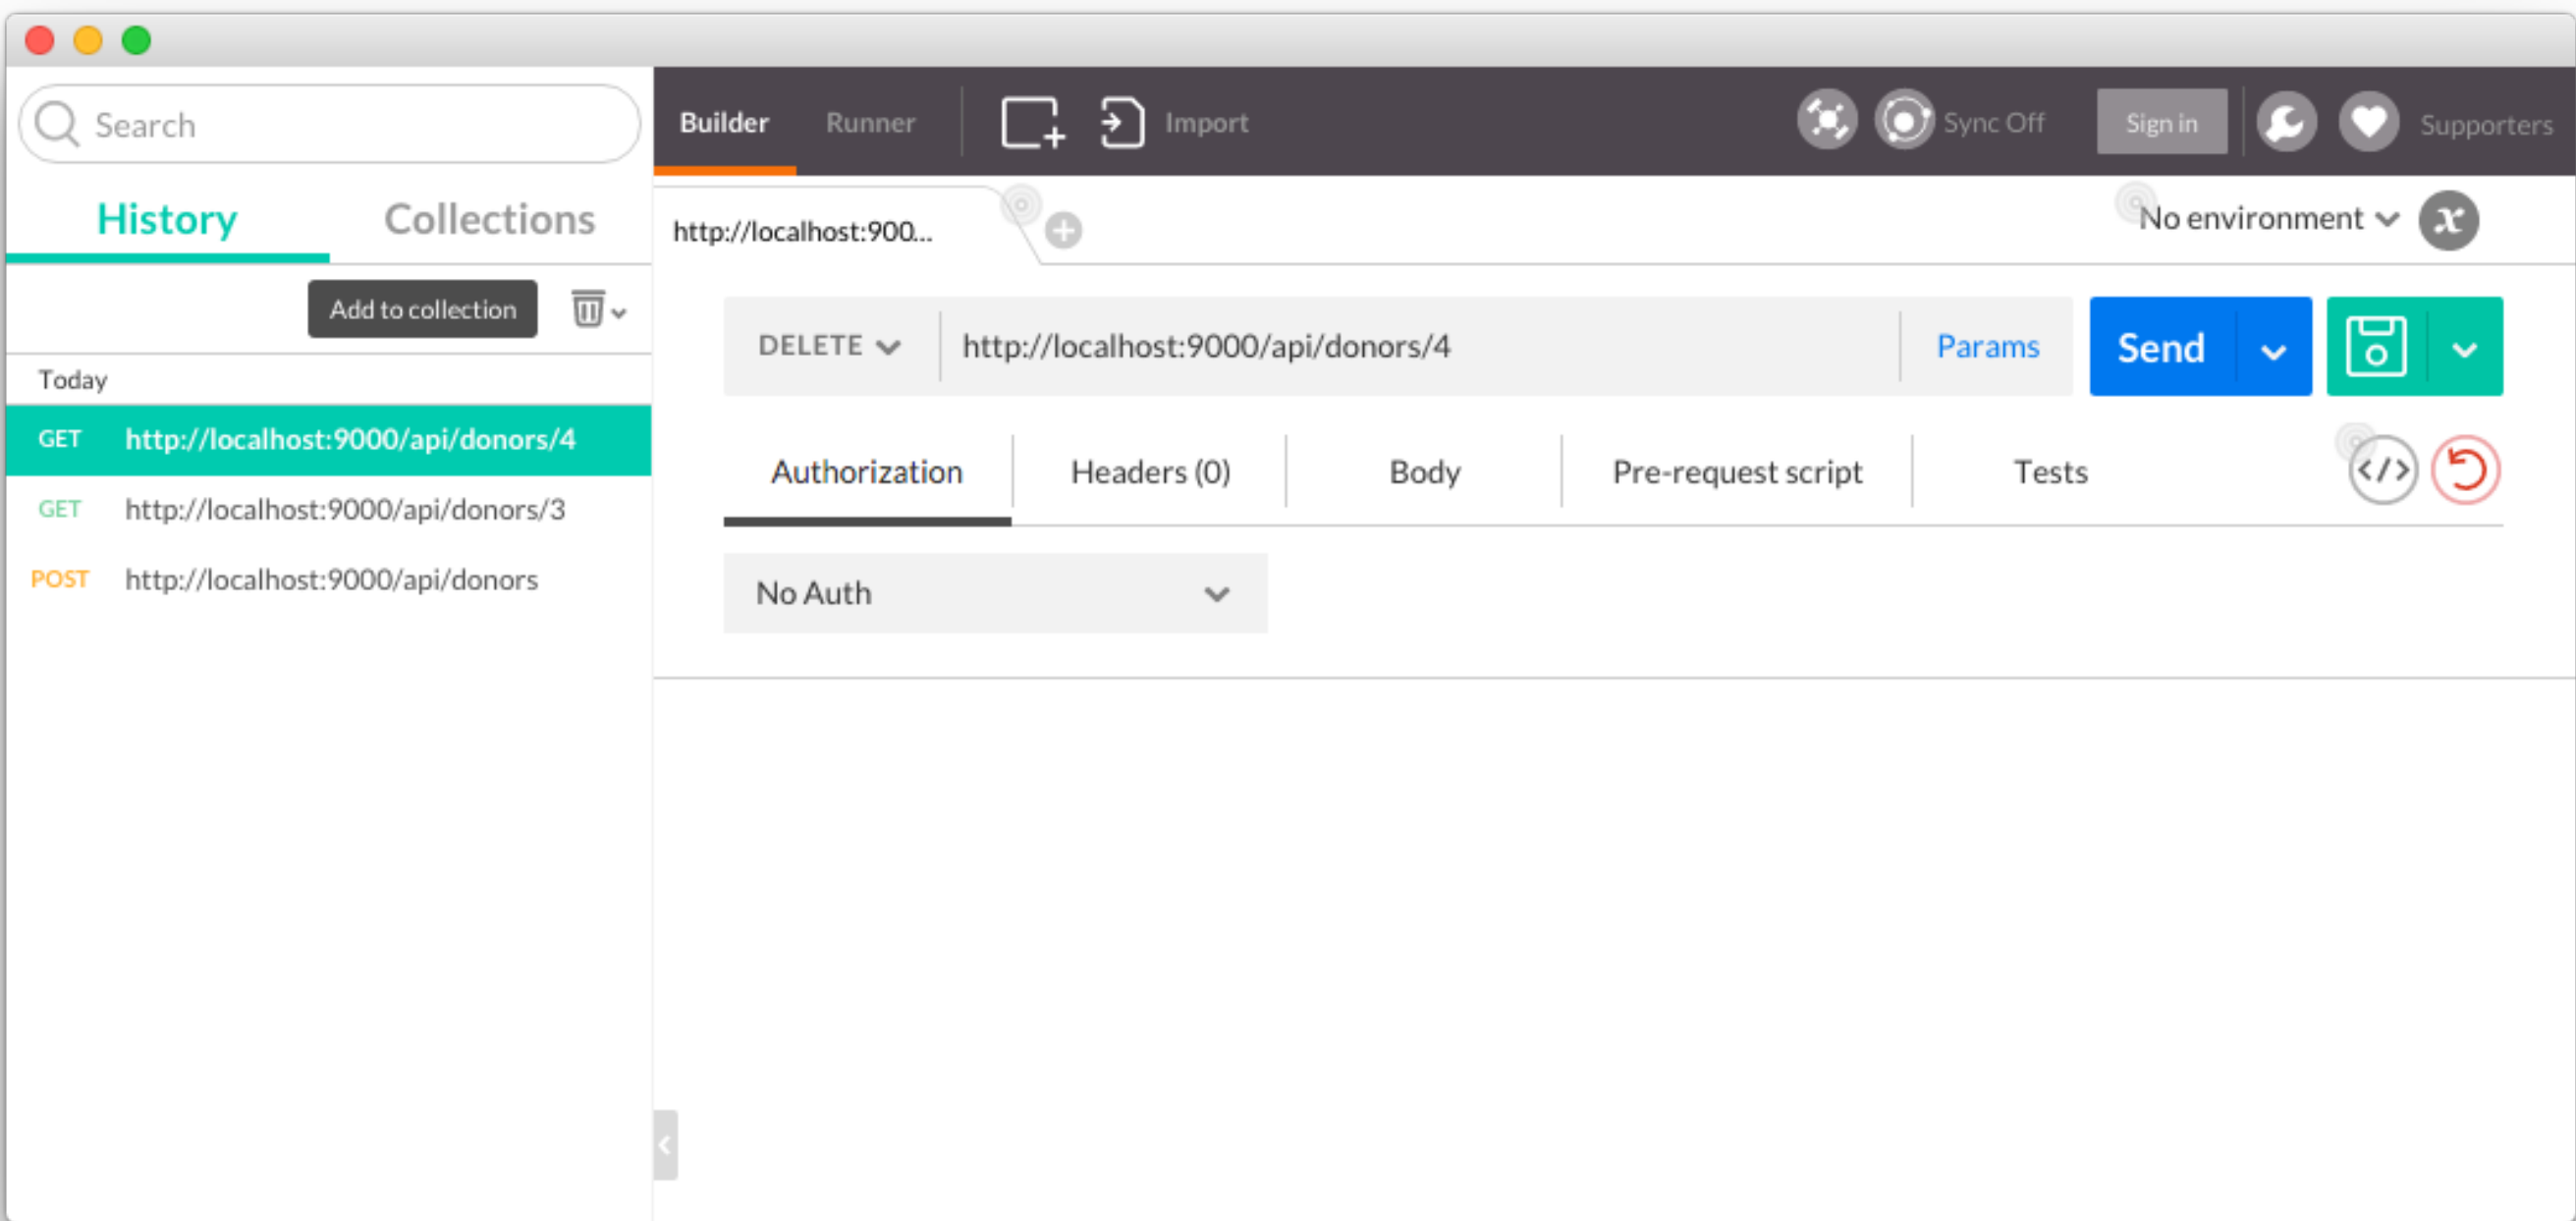 Search
History
Collections
Add to collection
Today
GET http://localhost:9000/api/donors/4
GET http://localhost:9000/api/donors/3
POST http://localhost:9000/api/donors
Builder
Runner
Import
Sync Off
Sign in
Supporters
http://localhost:900...
No environment
DELETE
http://localhost:9000/api/donors/4
Params
Send
Authorization
Headers (0)
Body
Pre-request script
Tests
No Auth